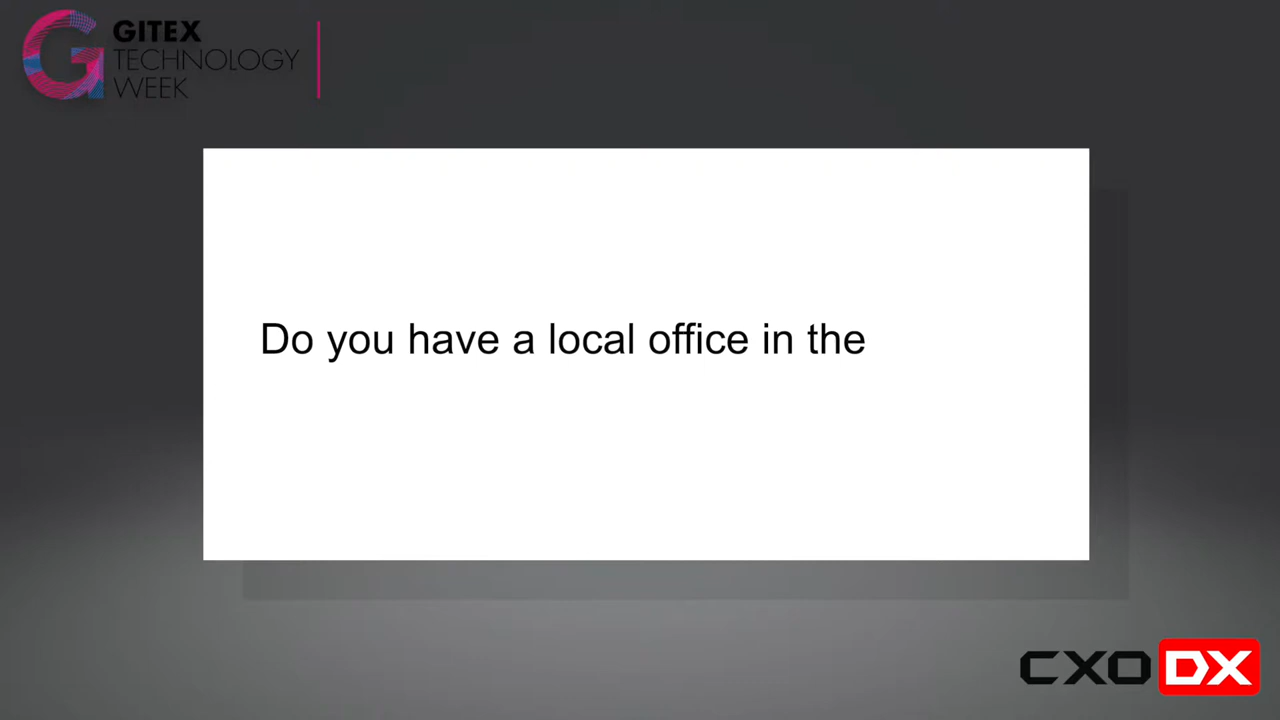 GITEX
TECHNOLOGY
WEEK
Do you have a local office in the
CXO DX